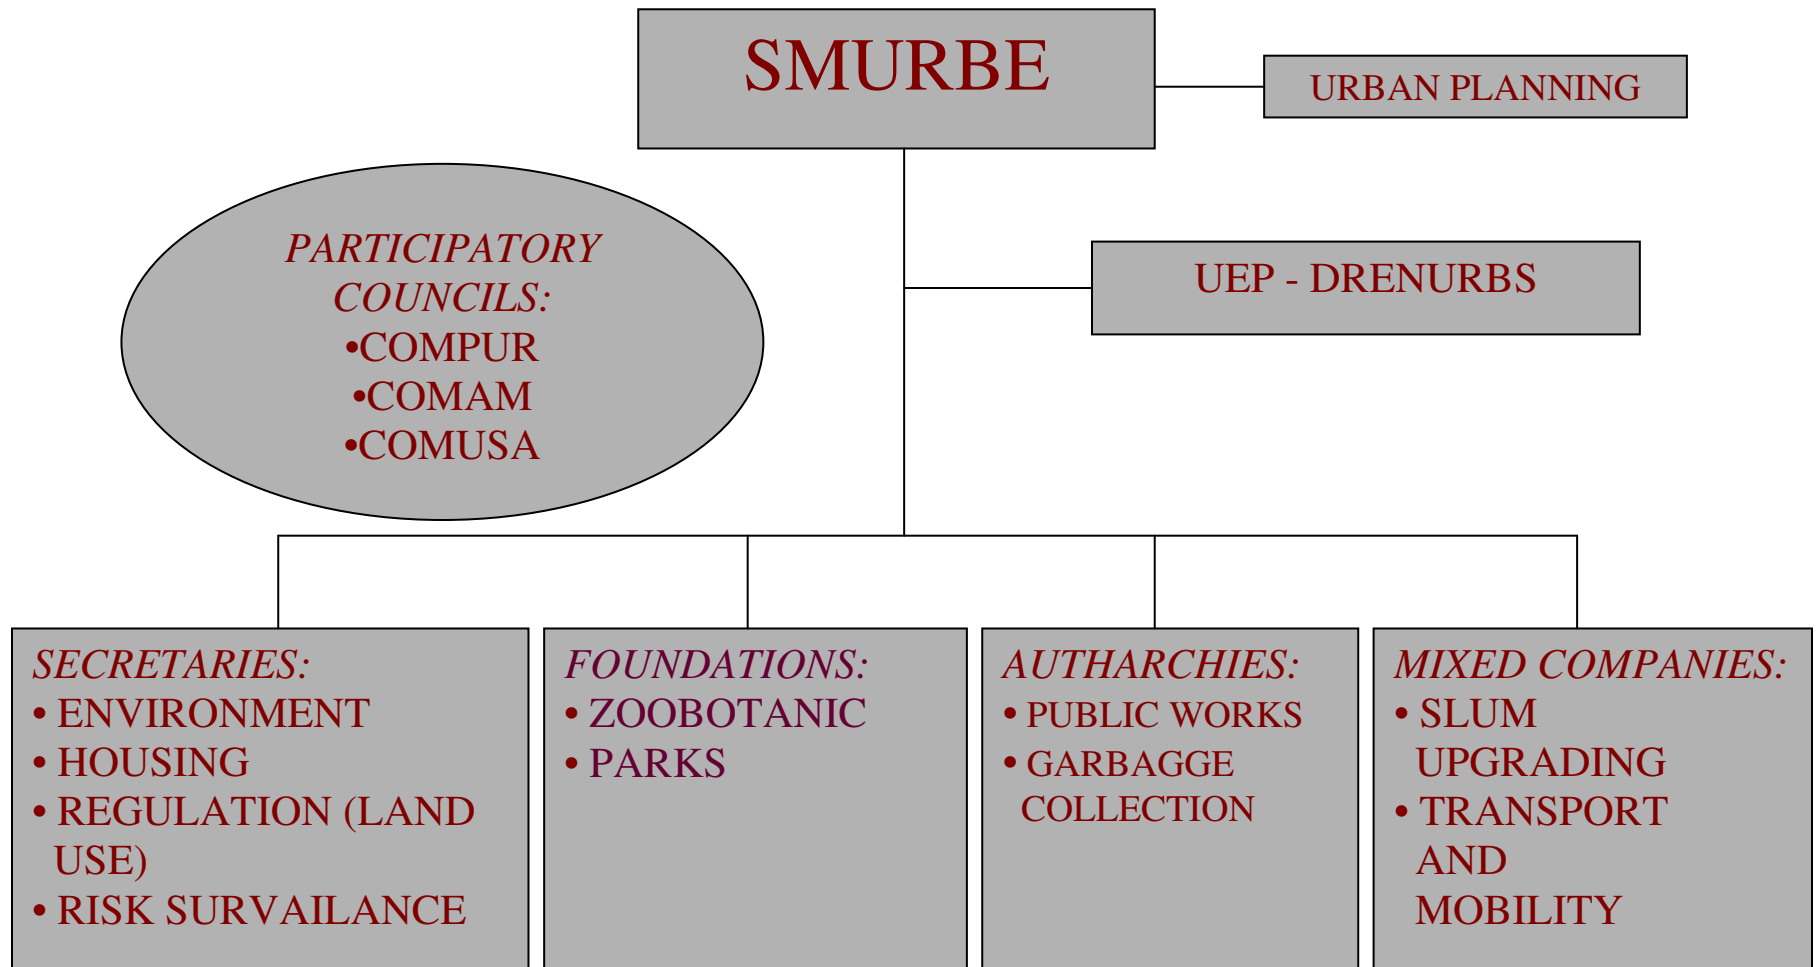 SMURBE
URBAN PLANNING
PARTICIPATORY
COUNCILS:
•COMPUR
•COMAM
•COMUSA
UEP - DRENURBS
SECRETARIES:
• ENVIRONMENT
• HOUSING
• REGULATION (LAND
USE)
• RISK SURVAILANCE
FOUNDATIONS:
• ZOOBOTANIC
• PARKS
AUTHARCHIES:
• PUBLIC WORKS
• GARBAGGE
COLLECTION
MIXED COMPANIES:
• SLUM
UPGRADING
• TRANSPORT
AND
MOBILITY